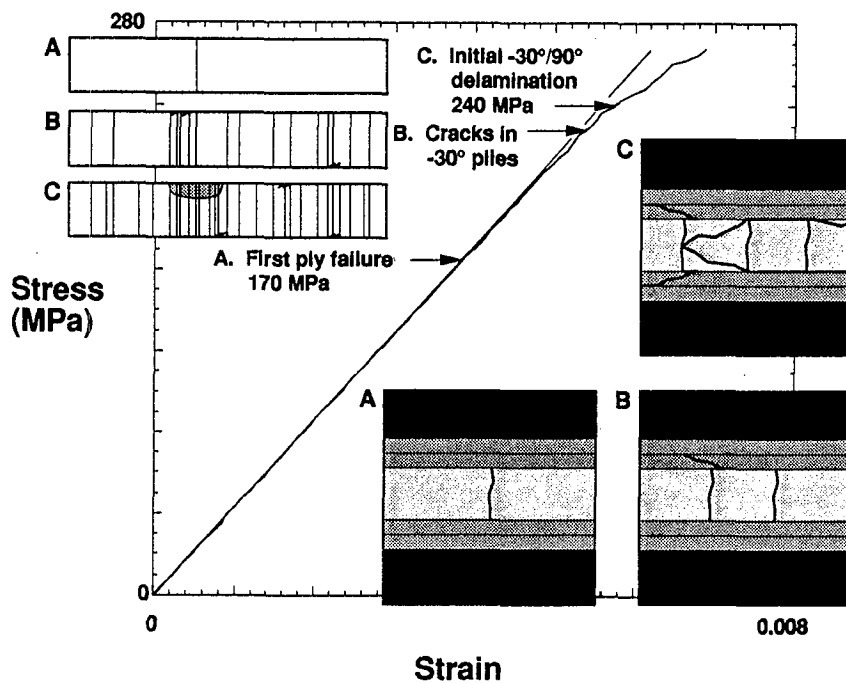 280
A
B
C
C. Initial -30°/90°
delamination
240 MPa
B. Cracks in
-30° piles
A. First ply failure
170 MPa
Stress
(MPa)
C
A
B
0
0
0.008
Strain